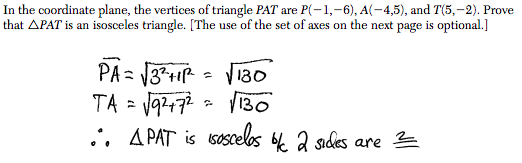 In the coordinate plane, the vertices of triangle PAT are P(−1,−6), A(−4,5), and T(5,−2). Prove
that △PAT is an isosceles triangle. [The use of the set of axes on the next page is optional.]
PA = √3²+11² = √130
TA = √9²+7² = √130
∴ △PAT is isosceles b/c 2 sides are ≅